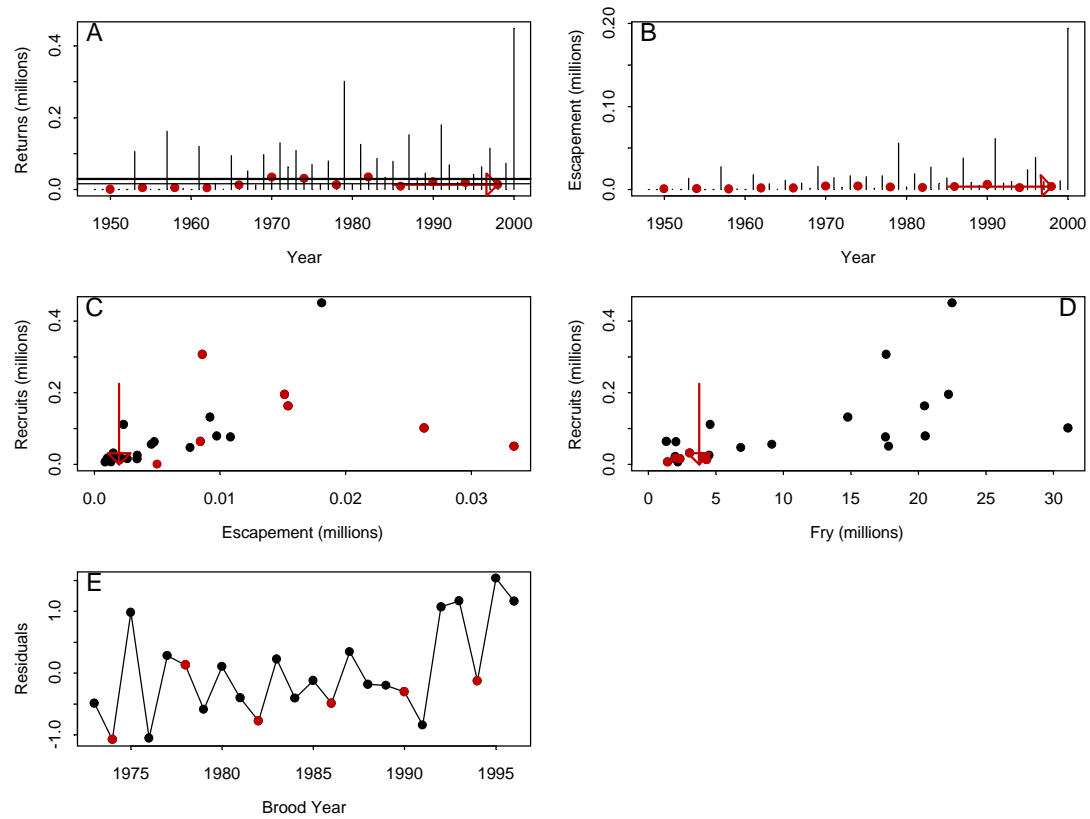 A
Returns (millions)
0.0 0.2 0.4
1950 1960 1970 1980 1990 2000
Year
B
Escapement (millions)
0.0 0.10 0.20
1950 1960 1970 1980 1990 2000
Year
C
Recruits (millions)
0.0 0.2 0.4
0.0 0.01 0.02 0.03
Escapement (millions)
D
Recruits (millions)
0.0 0.2 0.4
0 5 10 15 20 25 30
Fry (millions)
E
Residuals
-1.0 0.0 1.0
1975 1980 1985 1990 1995
Brood Year